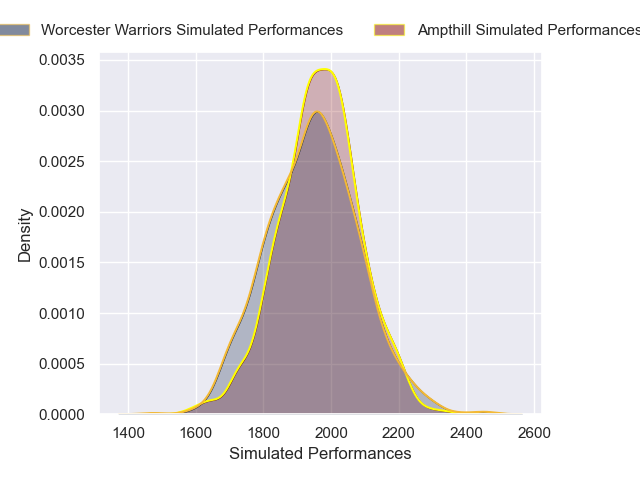 Worcester Warriors Simulated Performances
Ampthill Simulated Performances
0.0035
0.0030
0.0025
0.0020
0.0015
0.0010
0.0005
0.0000
Density
1400 1600 1800 2000 2200 2400 2600
Simulated Performances